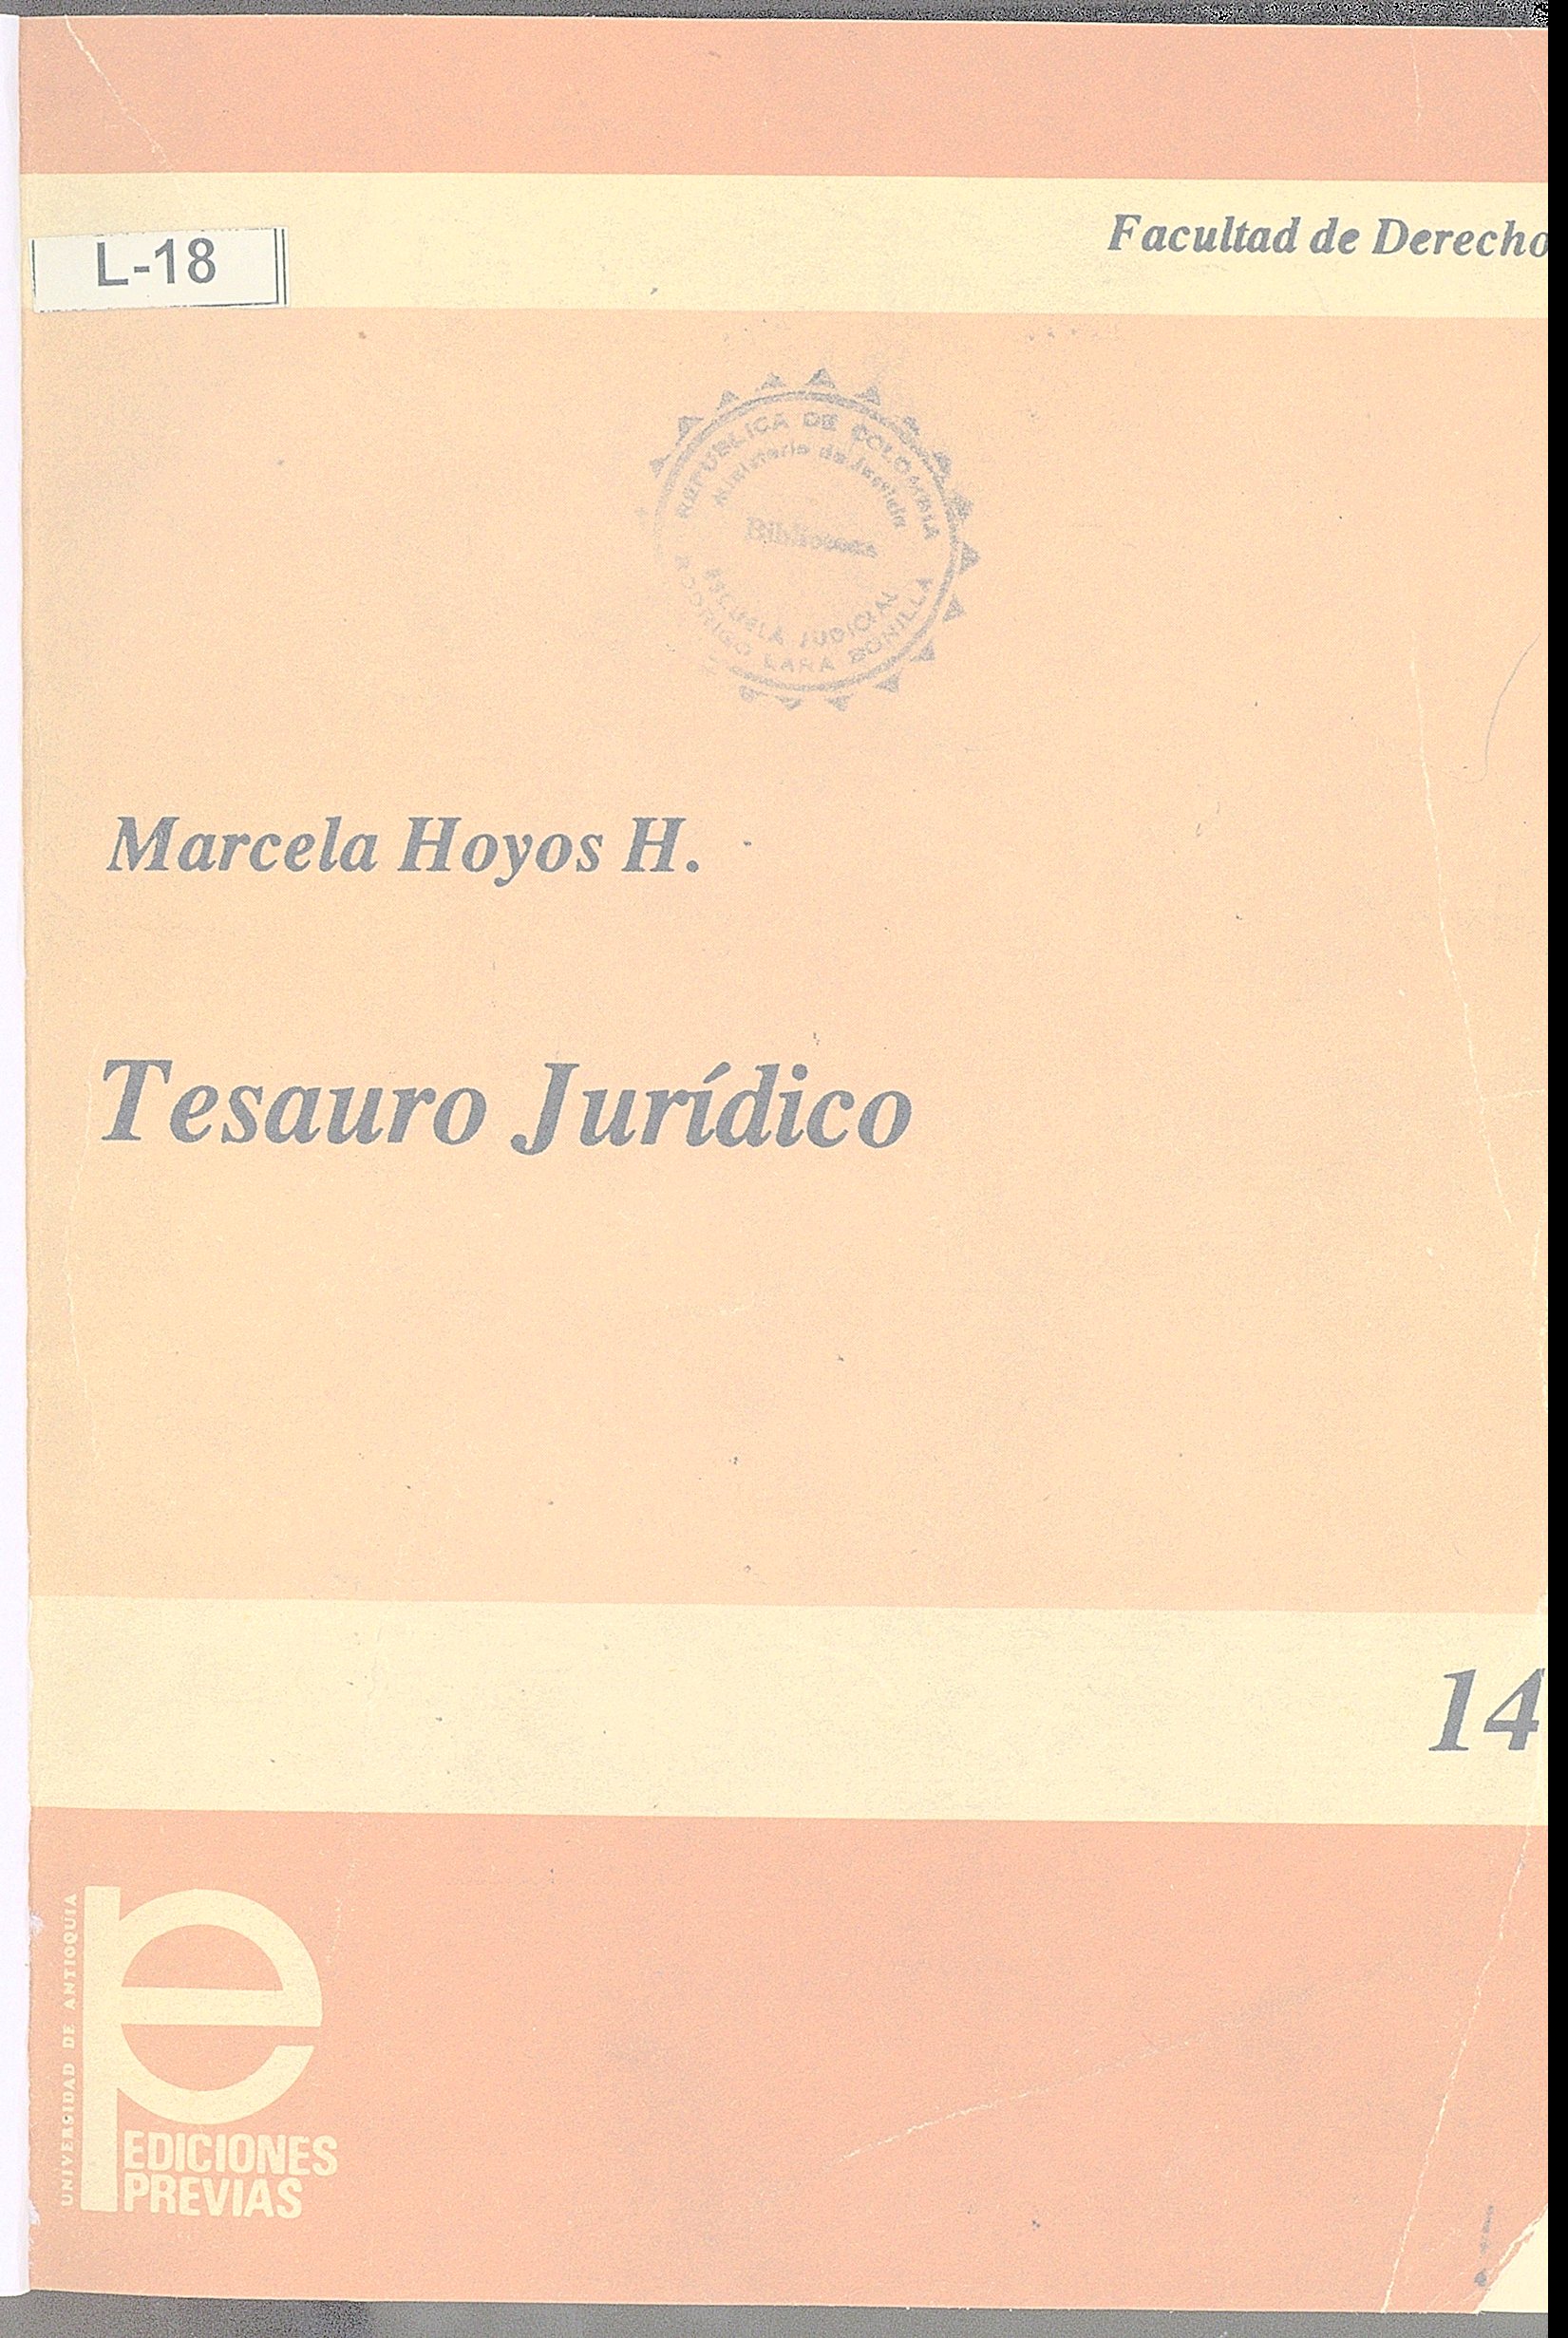 Facultad de Derecho
L-18
REPUBLICA DE COLOMBIA
Ministerio de Justicia
Biblioteca
ESCUELA JUDICIAL
RODRIGO LARA BONILLA
Marcela Hoyos H.
Tesauro Jurídico
14
UNIVERSIDAD DE ANTIOQUIA
EDICIONES
PREVIAS